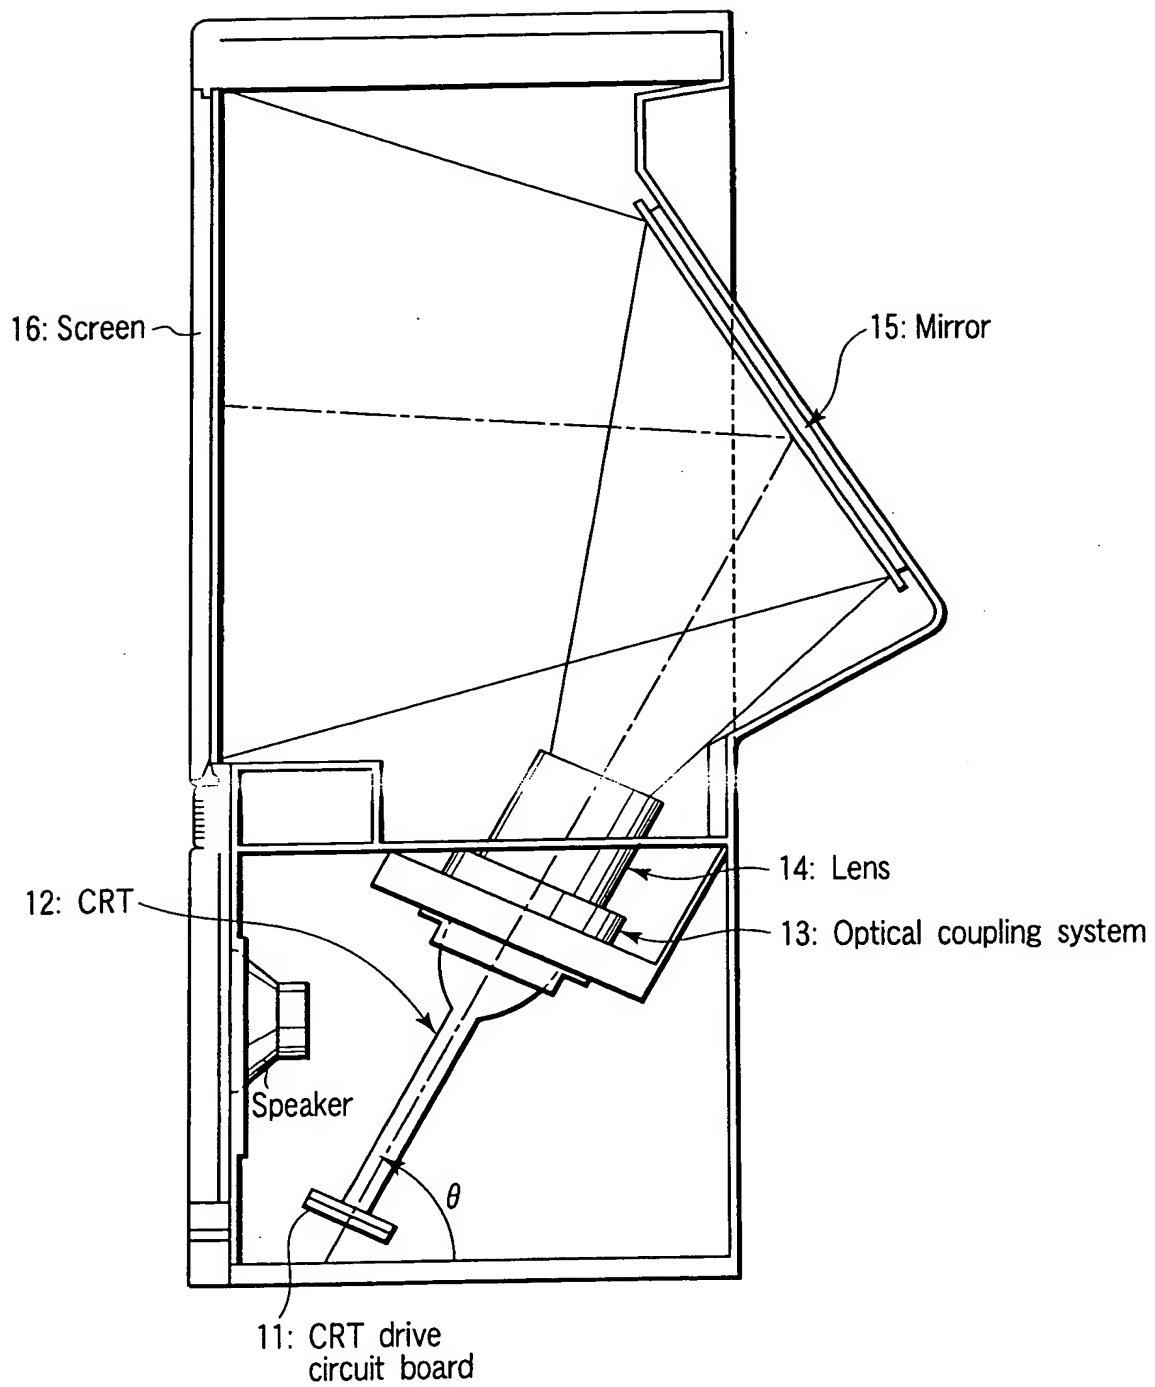 16: Screen
15: Mirror
14: Lens
12: CRT
13: Optical coupling system
Speaker
θ
11: CRT drive
circuit board